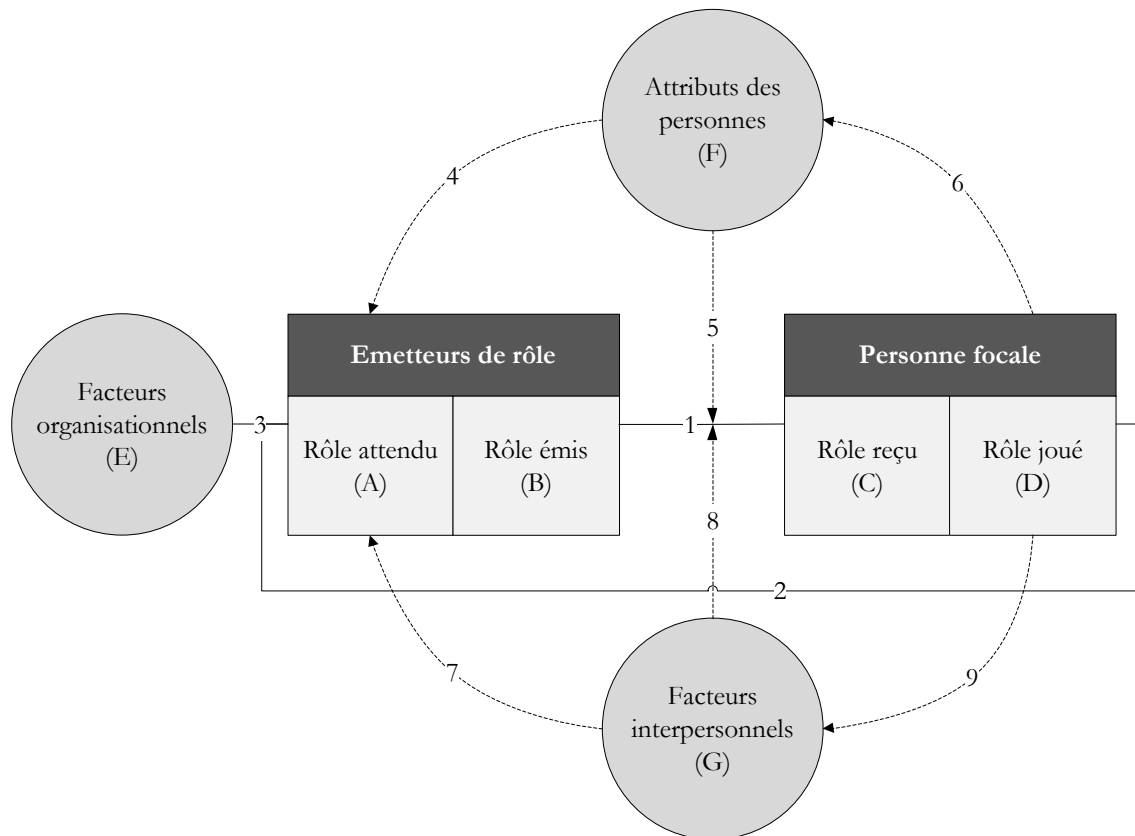 Attributs des
personnes
(F)
4
6
5
Emetteurs de rôle
Personne focale
Facteurs
organisationnels
(E)
3
Rôle attendu
(A)
Rôle émis
(B)
1
Rôle reçu
(C)
Rôle joué
(D)
8
2
7
9
Facteurs
interpersonnels
(G)